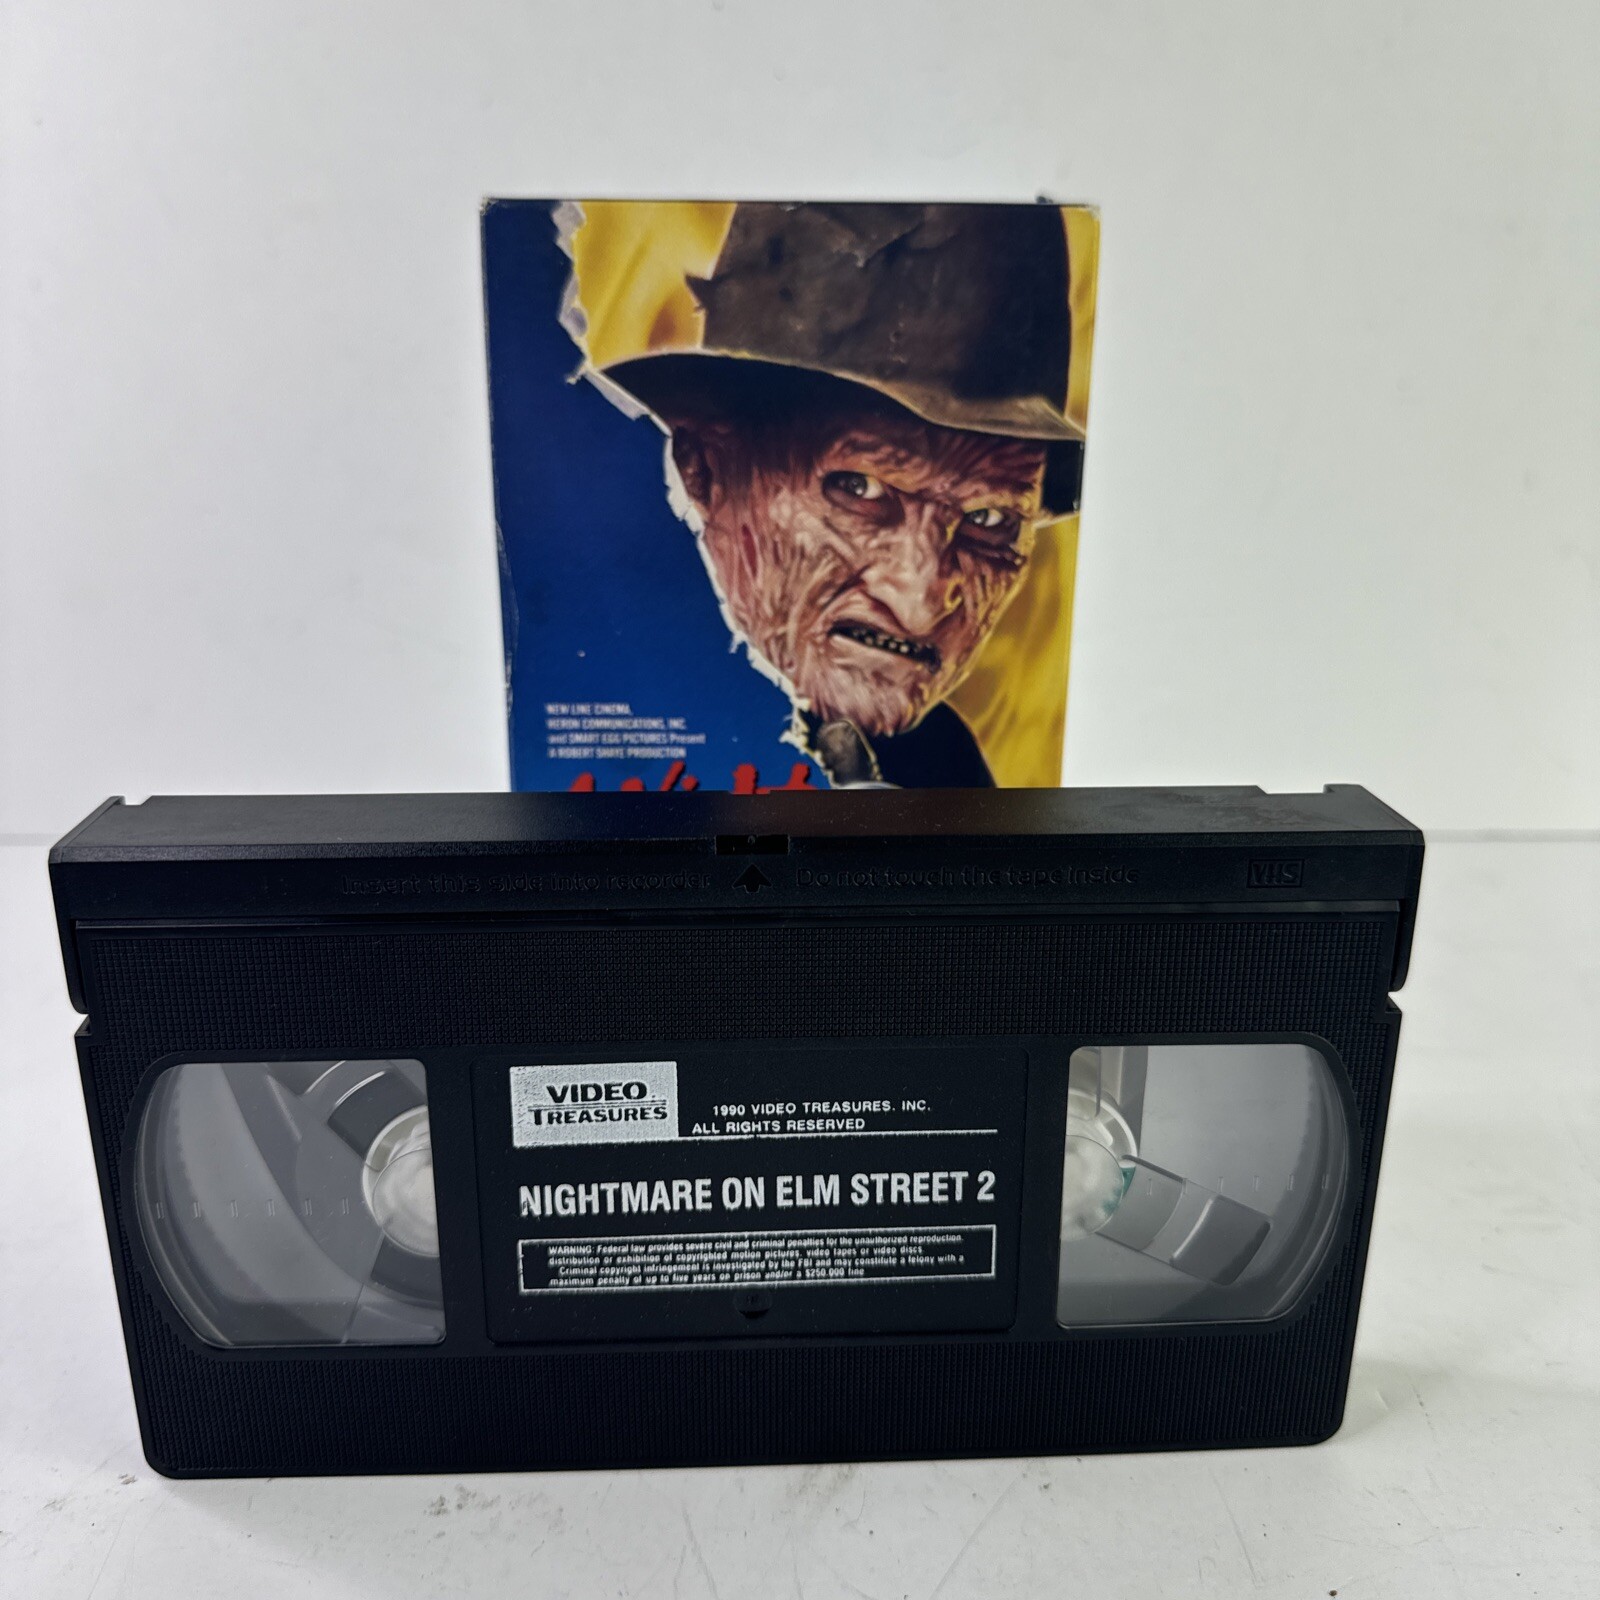 NEW LINE CINEMA,
HERON COMMUNICATIONS, INC.
and SMART EGG PICTURES Present
A ROBERT SHAYE PRODUCTION
Insert this side into recorder
Do not touch the tape inside
VHS
VIDEO
TREASURES
1990 VIDEO TREASURES. INC.
ALL RIGHTS RESERVED
NIGHTMARE ON ELM STREET 2
WARNING: Federal law provides severe civil and criminal penalties for the unauthorized reproduction,
distribution or exhibition of copyrighted motion pictures, video tapes or video discs
Criminal copyright infringement is investigated by the FBI and may constitute a felony with a
maximum penalty of up to five years on prison and/or a $250,000 fine